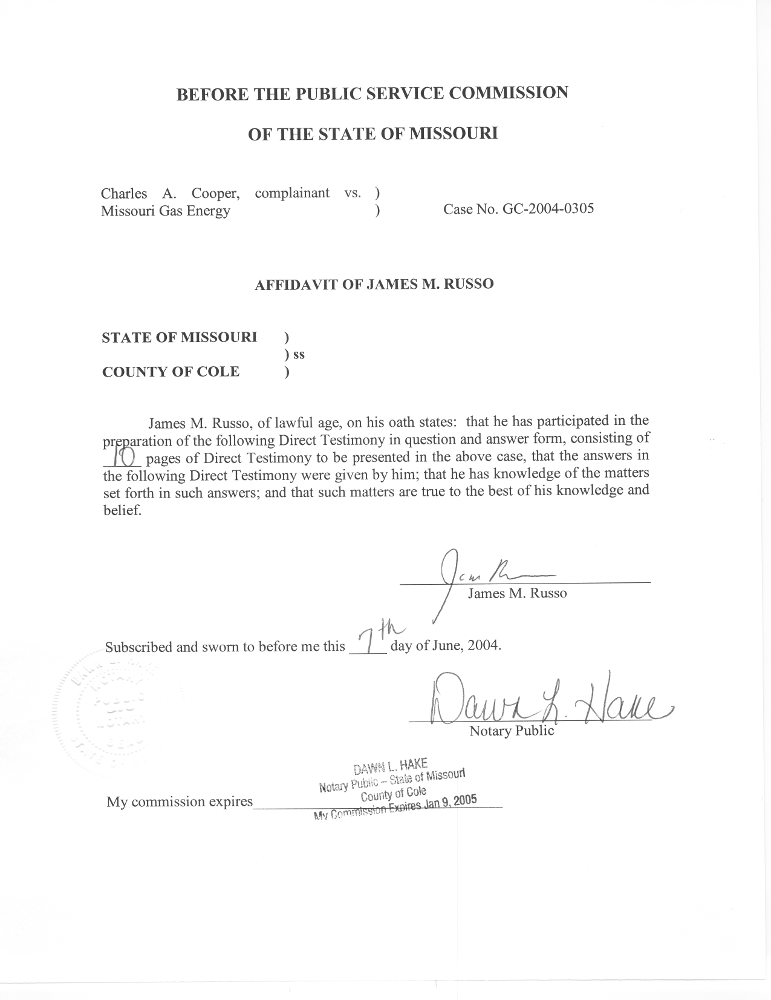 BEFORE THE PUBLIC SERVICE COMMISSION
OF THE STATE OF MISSOURI
Charles A. Cooper, complainant vs. )
Missouri Gas Energy ) Case No. GC-2004-0305
AFFIDAVIT OF JAMES M. RUSSO
STATE OF MISSOURI )
) ss
COUNTY OF COLE )
James M. Russo, of lawful age, on his oath states: that he has participated in the
preparation of the following Direct Testimony in question and answer form, consisting of
10 pages of Direct Testimony to be presented in the above case, that the answers in
the following Direct Testimony were given by him; that he has knowledge of the matters
set forth in such answers; and that such matters are true to the best of his knowledge and
belief.
James M. Russo
Subscribed and sworn to before me this 7th day of June, 2004.
Dawn L. Hake
Notary Public
NOTARY
PUBLIC
NOTARY
SEAL
STATE OF
DAWN L. HAKE
Notary Public – State of Missouri
County of Cole
My commission expires
My Commission Expires Jan 9, 2005